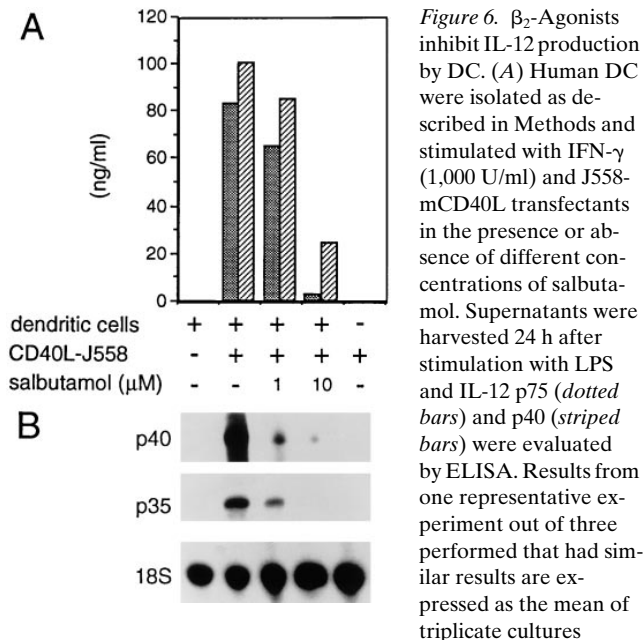 A
120
100
80
60
40
20
0
(ng/ml)
dendritic cells + + + + -
CD40L-J558 - + + + +
salbutamol (μM) - - 1 10 -
B
p40
p35
18S
Figure 6. β₂-Agonists
inhibit IL-12 production
by DC. (A) Human DC
were isolated as de-
scribed in Methods and
stimulated with IFN-γ
(1,000 U/ml) and J558-
mCD40L transfectants
in the presence or ab-
sence of different con-
centrations of salbuta-
mol. Supernatants were
harvested 24 h after
stimulation with LPS
and IL-12 p75 (dotted
bars) and p40 (striped
bars) were evaluated
by ELISA. Results from
one representative ex-
periment out of three
performed that had sim-
ilar results are ex-
pressed as the mean of
triplicate cultures